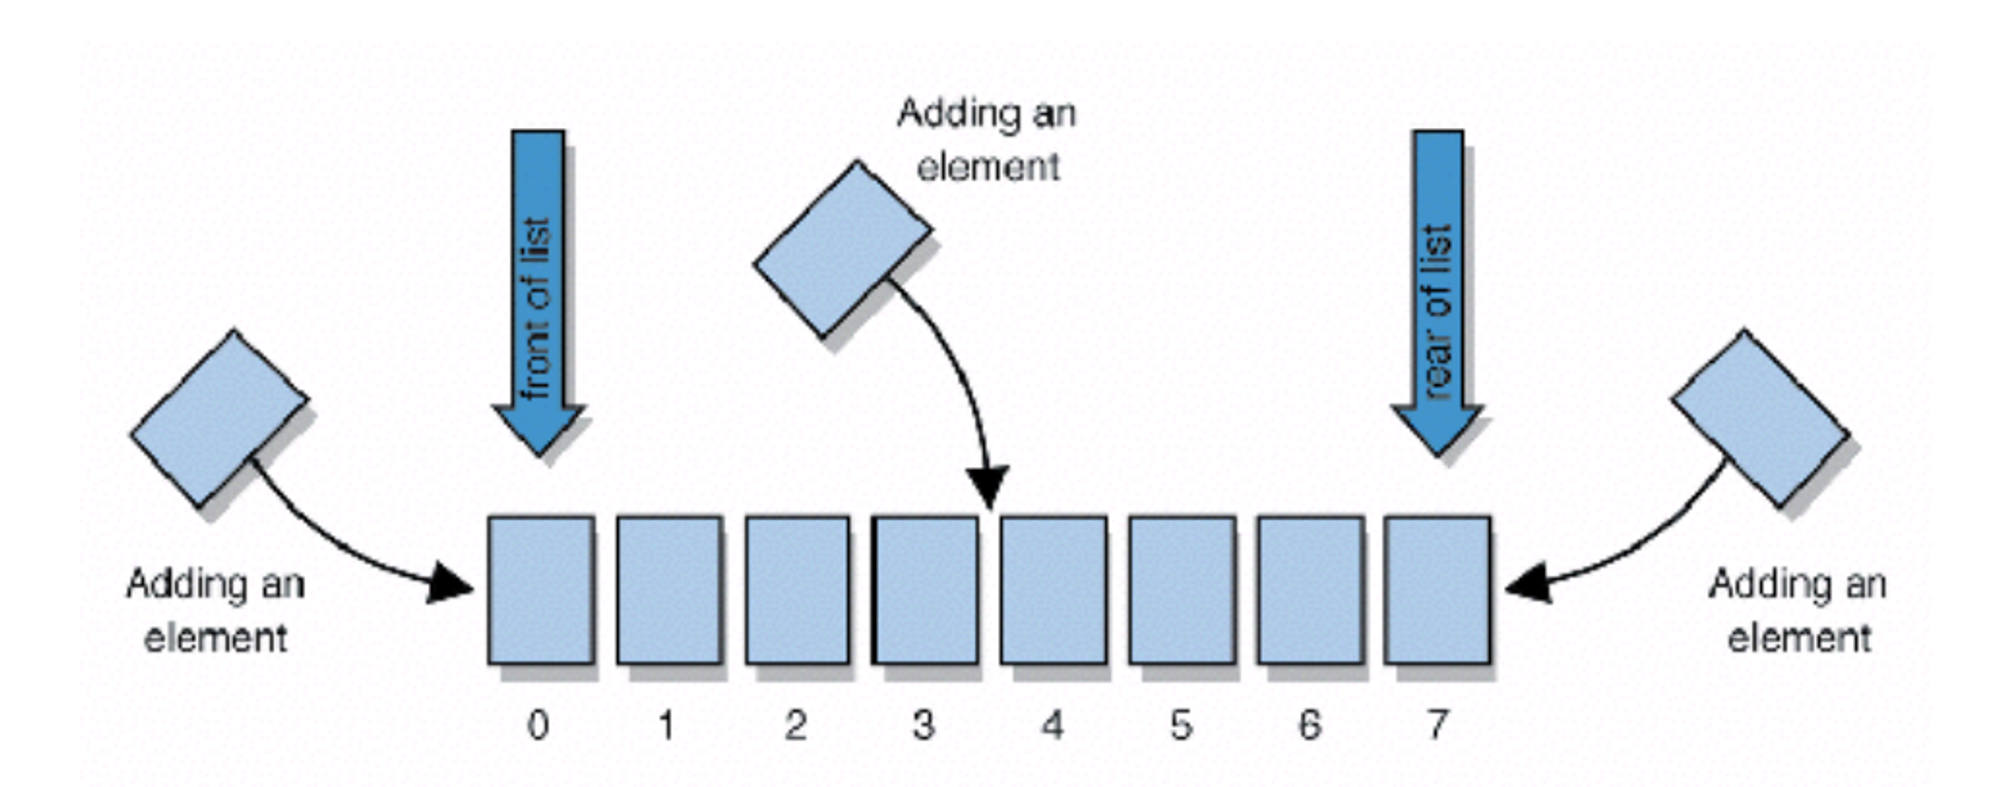 Adding an
element
front of list
rear of list
Adding an
element
Adding an
element
0 1 2 3 4 5 6 7